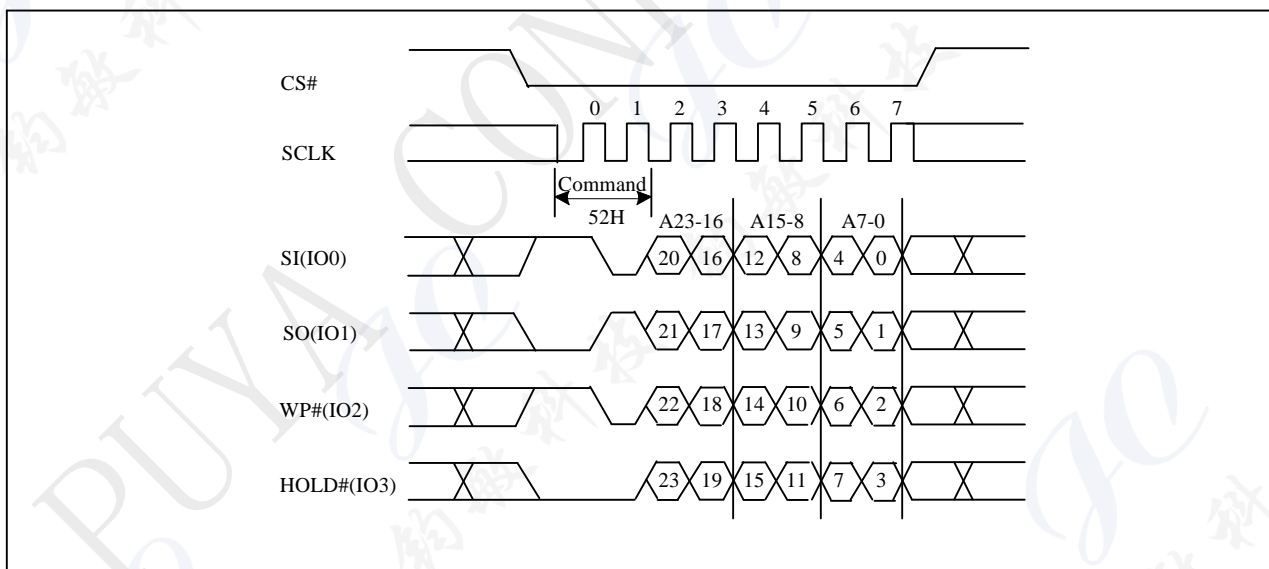 CS#
0 1 2 3 4 5 6 7
SCLK
Command
52H
A23-16 A15-8 A7-0
SI(IO0)
20 16 12 8 4 0
SO(IO1)
21 17 13 9 5 1
WP#(IO2)
22 18 14 10 6 2
HOLD#(IO3)
23 19 15 11 7 3
PUYA CON